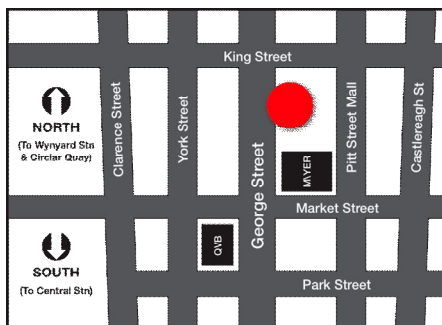 King Street
Clarence Street
York Street
George Street
Pitt Street Mall
Castlereagh St
NORTH
(To Wynyard Stn
& Circlar Quay)
MYER
Market Street
QVB
SOUTH
(To Central Stn)
Park Street